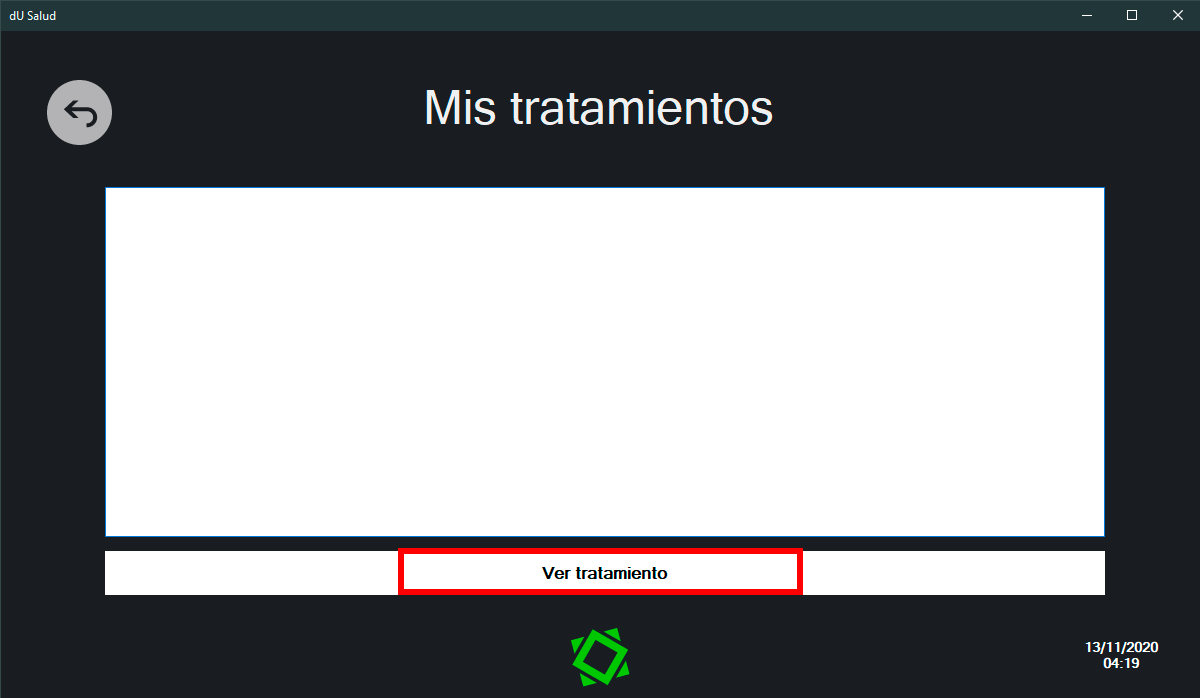 dU Salud
Mis tratamientos
Ver tratamiento
13/11/2020
04:19